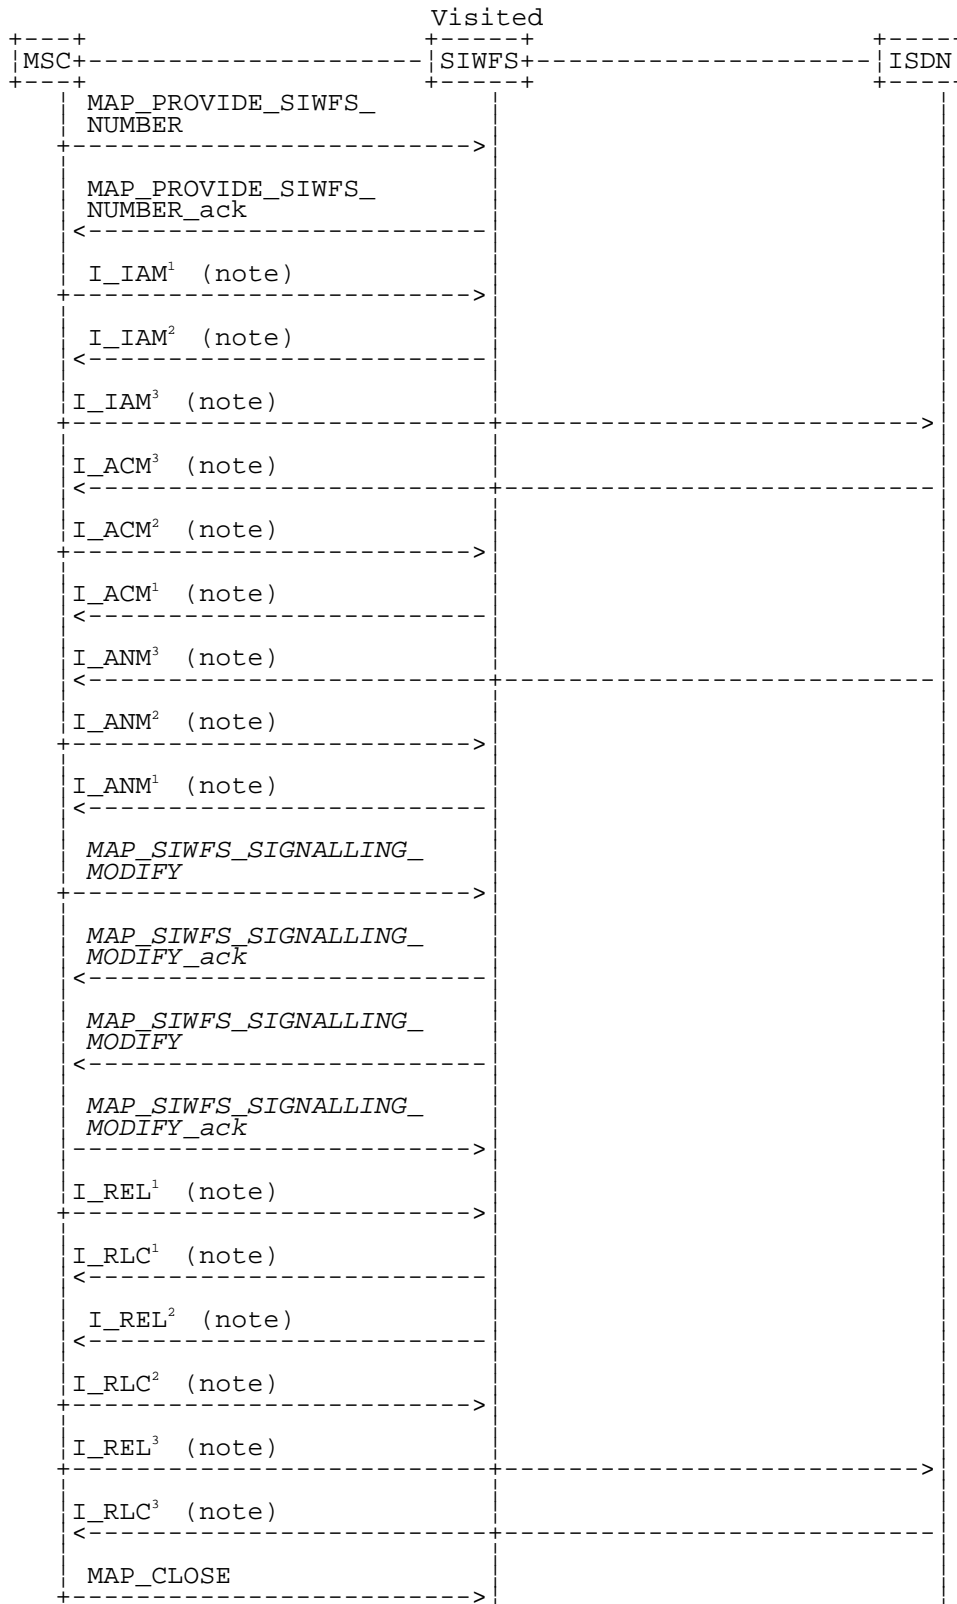 Visited
MSC SIWFS ISDN
MAP_PROVIDE_SIWFS_
NUMBER
MAP_PROVIDE_SIWFS_
NUMBER_ack
I_IAM¹ (note)
I_IAM² (note)
I_IAM³ (note)
I_ACM³ (note)
I_ACM² (note)
I_ACM¹ (note)
I_ANM³ (note)
I_ANM² (note)
I_ANM¹ (note)
MAP_SIWFS_SIGNALLING_
MODIFY
MAP_SIWFS_SIGNALLING_
MODIFY_ack
MAP_SIWFS_SIGNALLING_
MODIFY
MAP_SIWFS_SIGNALLING_
MODIFY_ack
I_REL¹ (note)
I_RLC¹ (note)
I_REL² (note)
I_RLC² (note)
I_REL³ (note)
I_RLC³ (note)
MAP_CLOSE